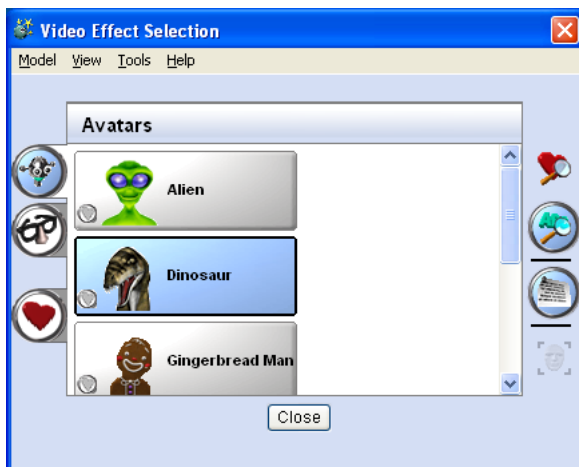 Video Effect Selection
Model View Tools Help
Avatars
Alien
Dinosaur
Gingerbread Man
Close